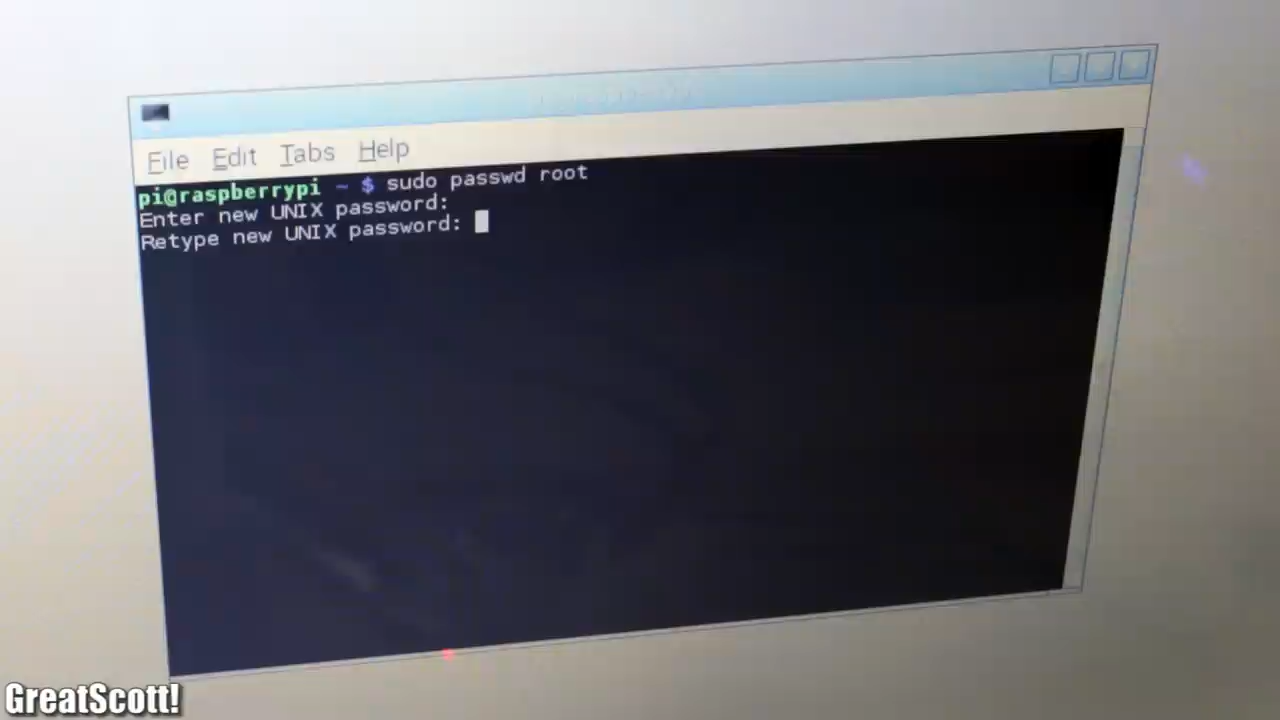 File Edit Tabs Help
pi@raspberrypi ~ $ sudo passwd root
Enter new UNIX password:
Retype new UNIX password:
GreatScott!